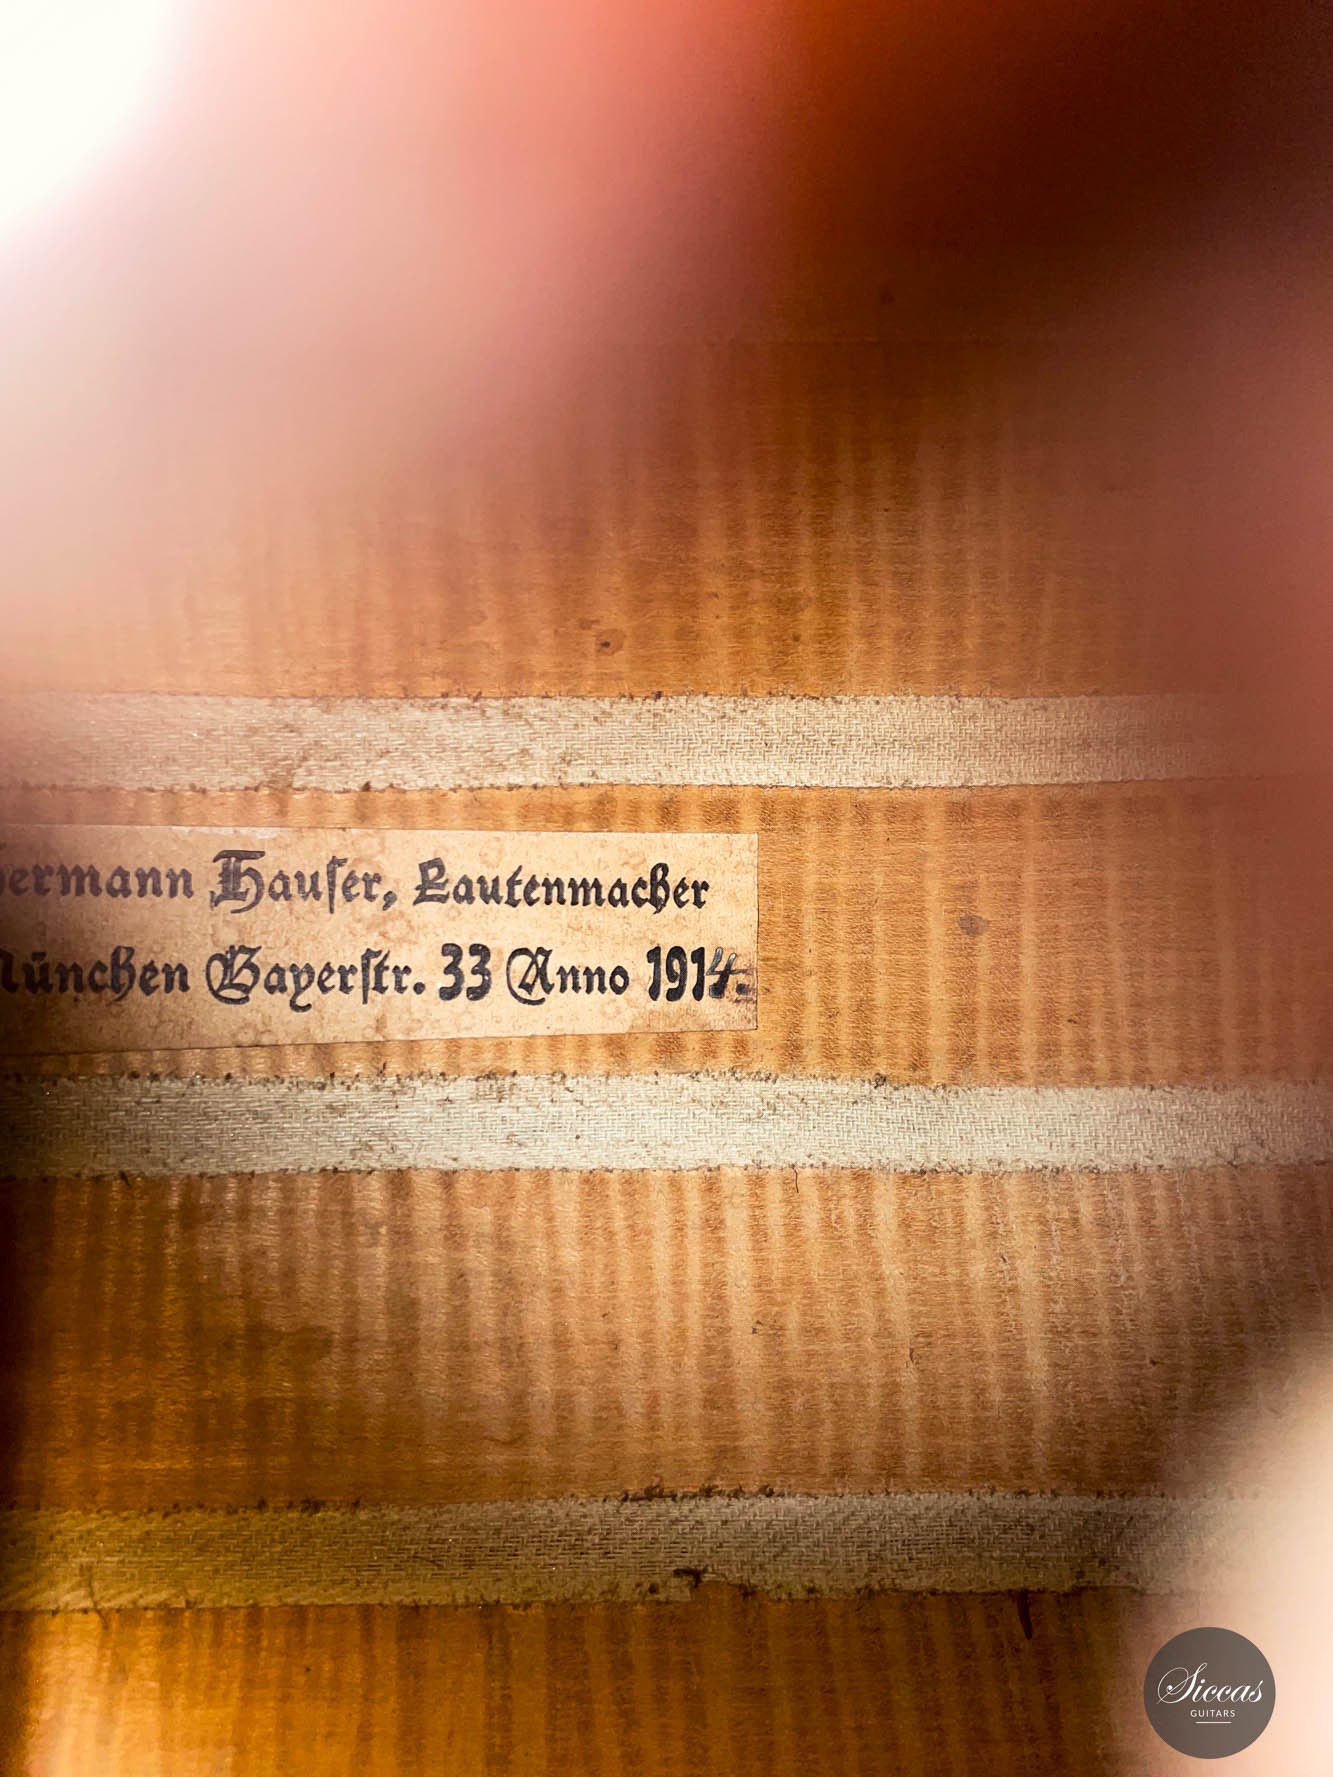 ermann Hauſer, Lautenmacher
ünchen Bayerſtr. 33 Anno 1914.
Siccas
GUITARS